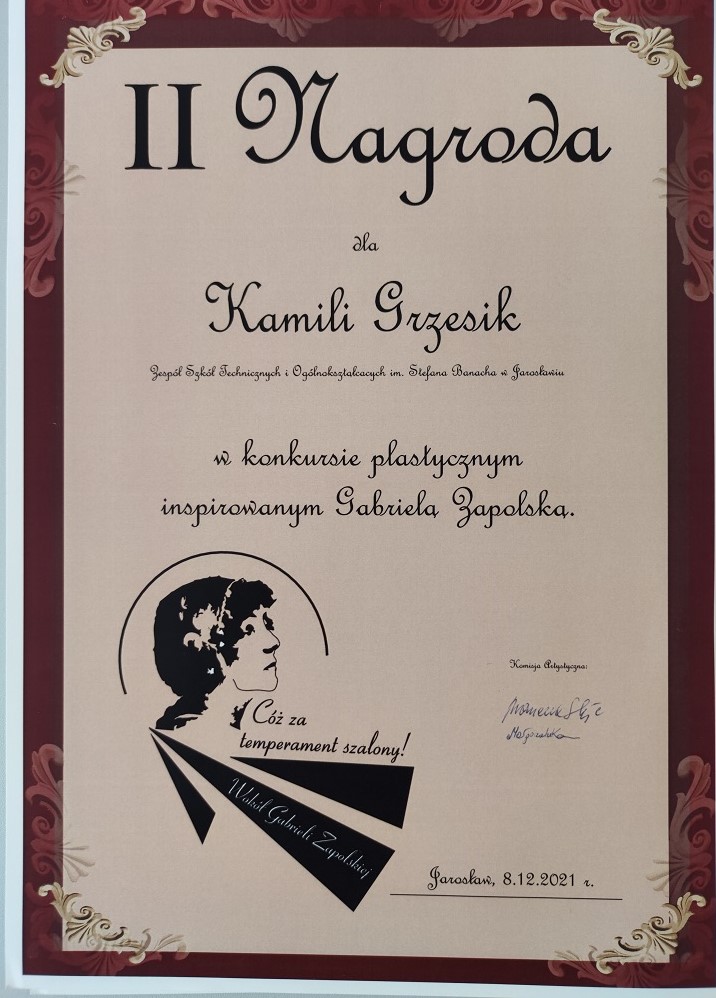 II Nagroda
dla
Kamili Grzesik
Zespół Szkół Technicznych i Ogólnokształcacych im. Stefana Banacha w Jarosławiu
w konkursie plastycznym
inspirowanym Gabrielą Zapolską.
Komisja Artystyczna:
Cóż za
temperament szalony!
Wokół Gabrieli Zapolskiej
Jarosław, 8.12.2021 r.